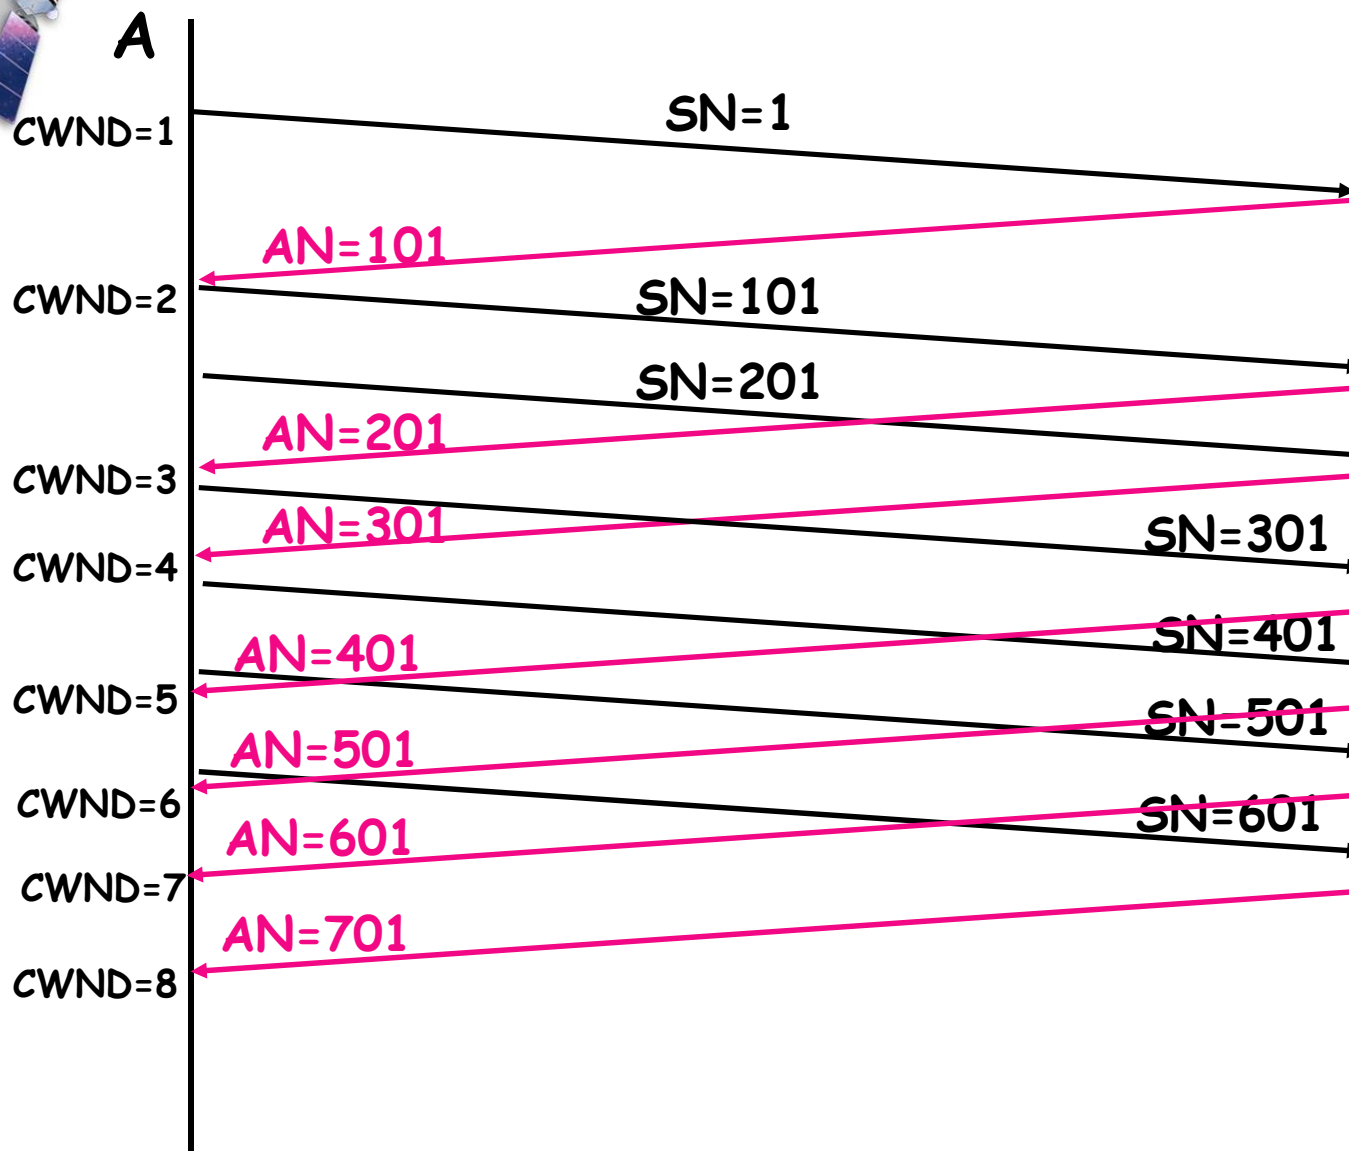 A
SN=1
CWND=1
AN=101
CWND=2
SN=101
SN=201
AN=201
CWND=3
AN=301
SN=301
CWND=4
SN=401
AN=401
CWND=5
SN=501
AN=501
CWND=6
SN=601
AN=601
CWND=7
AN=701
CWND=8